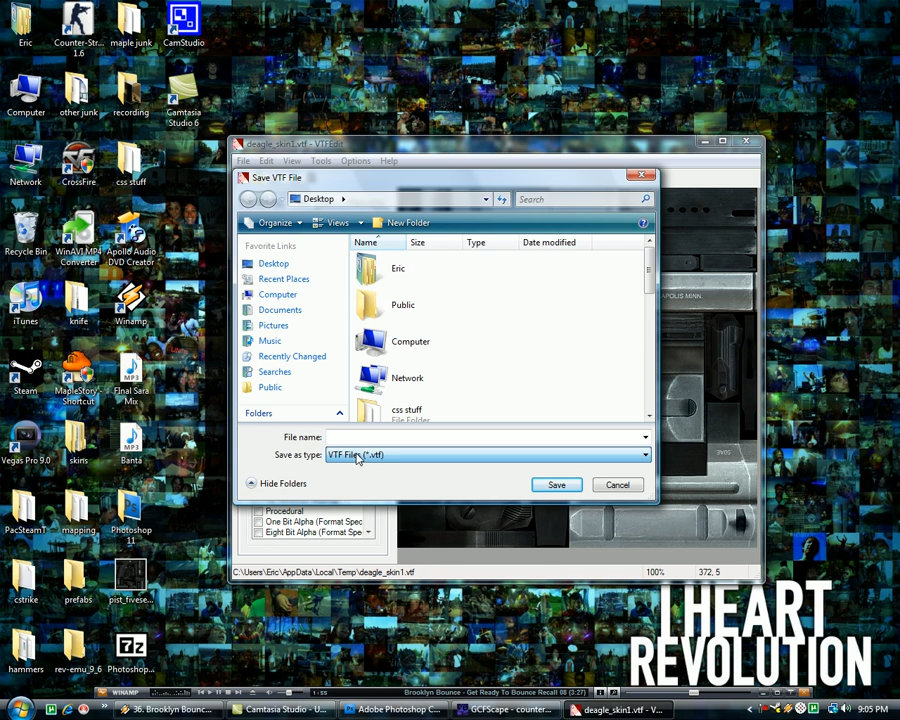 Eric
Counter-Str... 1.6
maple junk
CamStudio
Computer
other junk
recording
Camtasia Studio 6
Network
CrossFire
css stuff
Recycle Bin
WinAVI MP4 Converter
Apollo Audio DVD Creator
iTunes
knife
Winamp
Steam
MapleStory - Shortcut
FInal Sara Mix
Vegas Pro 9.0
skins
Banta
PacSteamT
mapping
Photoshop 11
cstrike
prefabs
pist_fivese...
hammers
rev-emu_9_6
Photoshop...
deagle_skin1.vtf - VTFEdit
File Edit View Tools Options Help
Save VTF File
Desktop
Search
Organize Views New Folder
Favorite Links
Desktop
Recent Places
Computer
Documents
Pictures
Music
Recently Changed
Searches
Public
Folders
Name Size Type Date modified
Eric
Public
Computer
Network
css stuff
File Folder
File name:
Save as type: VTF Files (*.vtf)
Hide Folders Save Cancel
Procedural
One Bit Alpha (Format Spec
Eight Bit Alpha (Format Spe
APOLIS MINN.
C:\Users\Eric\AppData\Local\Temp\deagle_skin1.vtf 100% 372, 5
I HEART
REVOLUTION
WINAMP 1:55 Brooklyn Bounce - Get Ready To Bounce Recall 08 (3:27)
36. Brooklyn Bounc... Camtasia Studio - U... Adobe Photoshop C... GCFScape - counter... deagle_skin1.vtf - V... 9:05 PM